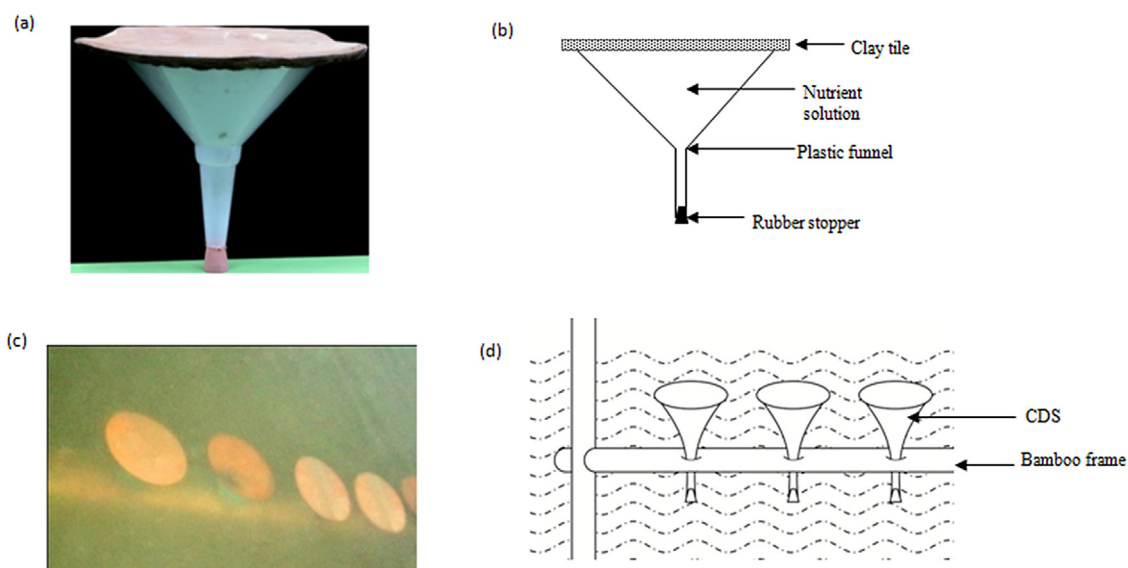 (a)
(b)
Clay tile
Nutrient
solution
Plastic funnel
Rubber stopper
(c)
(d)
CDS
Bamboo frame